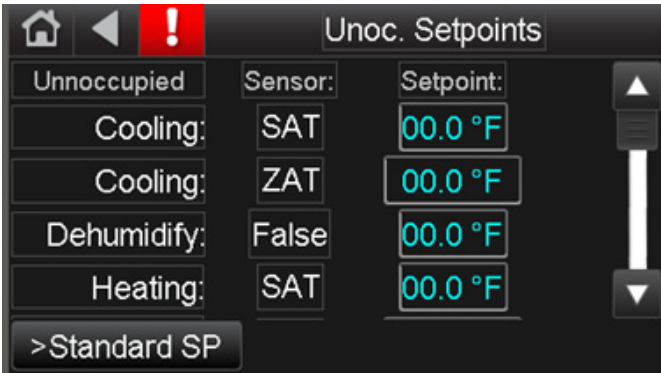 ! Unoc. Setpoints
Unnoccupied Sensor: Setpoint:
Cooling: SAT 00.0 °F
Cooling: ZAT 00.0 °F
Dehumidify: False 00.0 °F
Heating: SAT 00.0 °F
>Standard SP